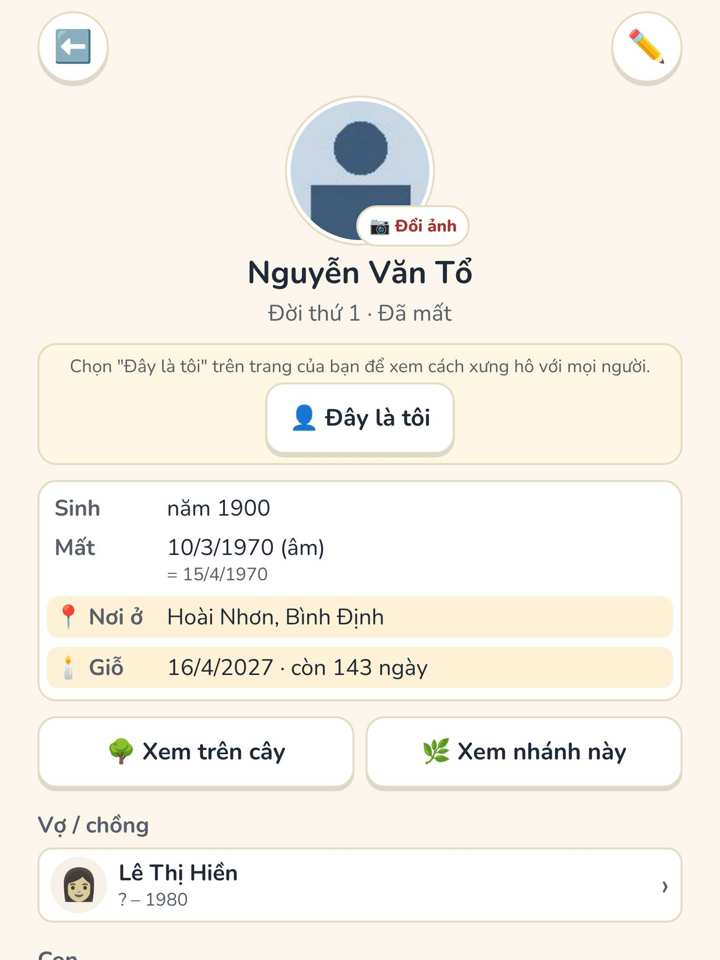 Đổi ảnh
Nguyễn Văn Tổ
Đời thứ 1 · Đã mất
Chọn "Đây là tôi" trên trang của bạn để xem cách xưng hô với mọi người.
Đây là tôi
Sinh năm 1900
Mất 10/3/1970 (âm)
= 15/4/1970
Nơi ở Hoài Nhơn, Bình Định
Giỗ 16/4/2027 · còn 143 ngày
Xem trên cây
Xem nhánh này
Vợ / chồng
Lê Thị Hiền
? – 1980
›